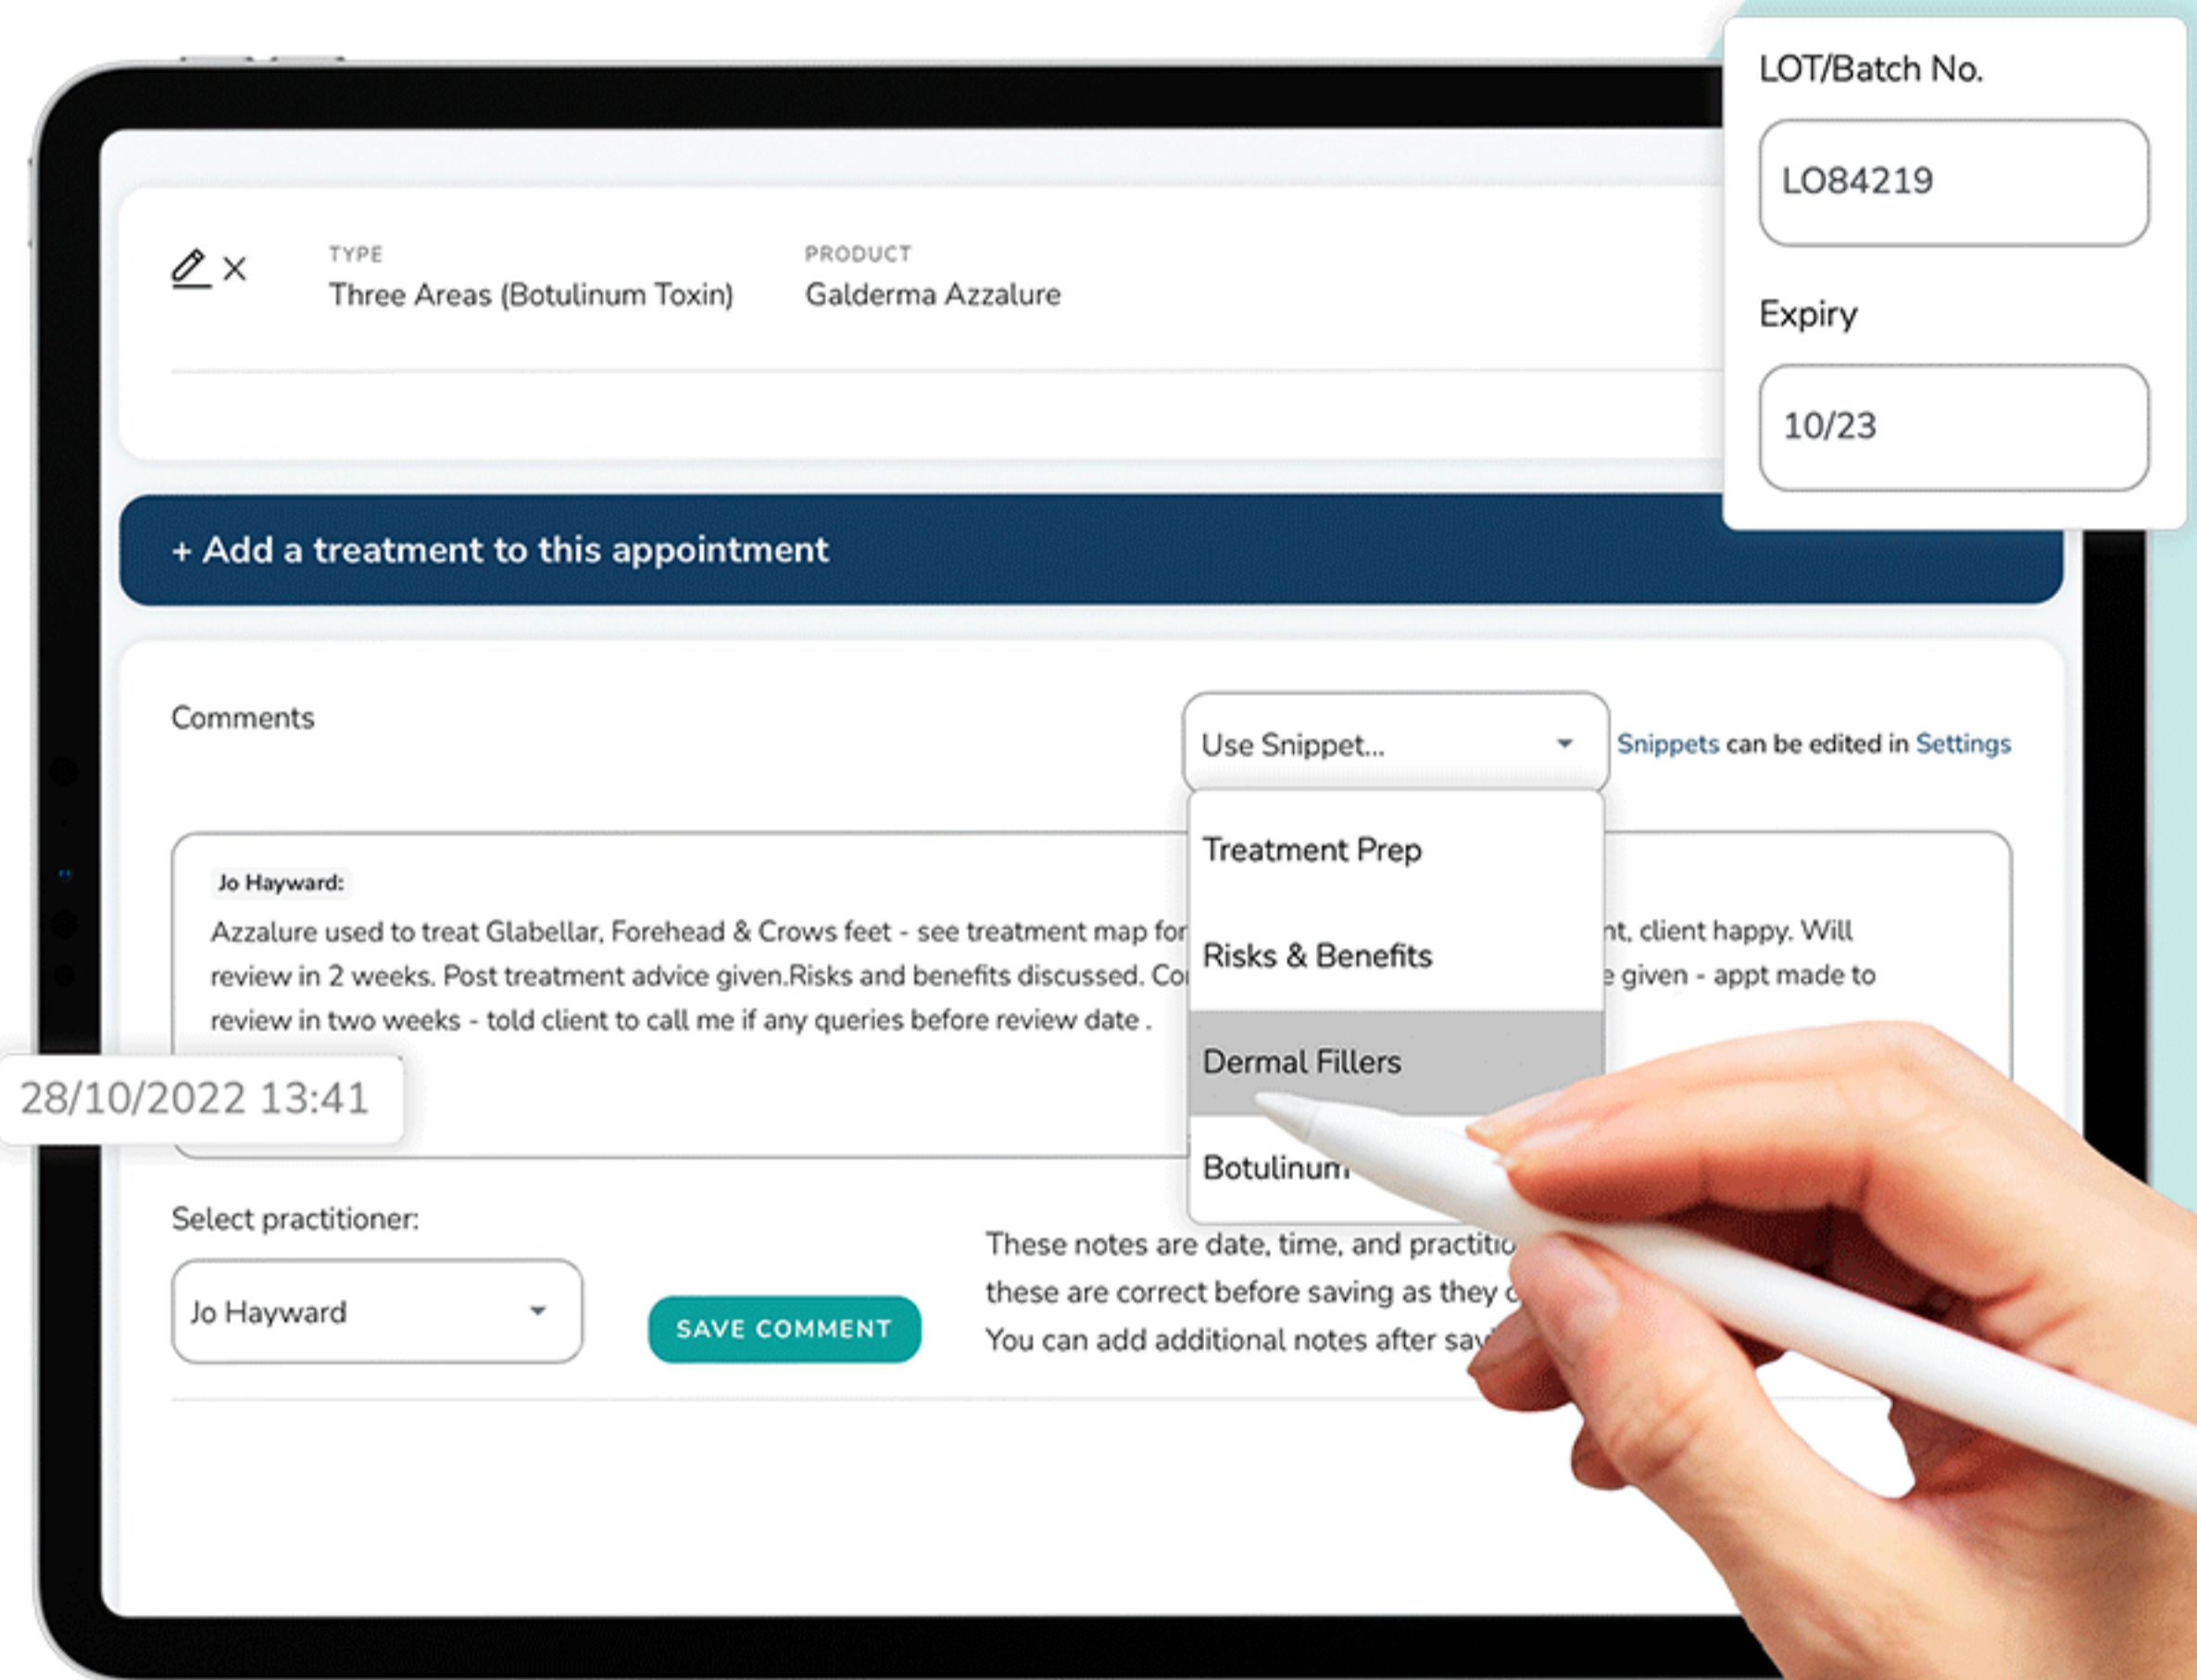 LOT/Batch No.
LO84219
Expiry
10/23
TYPE
Three Areas (Botulinum Toxin)
PRODUCT
Galderma Azzalure
+ Add a treatment to this appointment
Comments
Use Snippet...
Snippets can be edited in Settings
Treatment Prep
Risks & Benefits
Dermal Fillers
Botulinum
Jo Hayward:
Azzalure used to treat Glabellar, Forehead & Crows feet - see treatment map for client happy. Will
review in 2 weeks. Post treatment advice given.Risks and benefits discussed. given - appt made to
review in two weeks - told client to call me if any queries before review date .
28/10/2022 13:41
Select practitioner:
Jo Hayward
SAVE COMMENT
These notes are date, time, and
these are correct before saving as they
You can add additional notes after